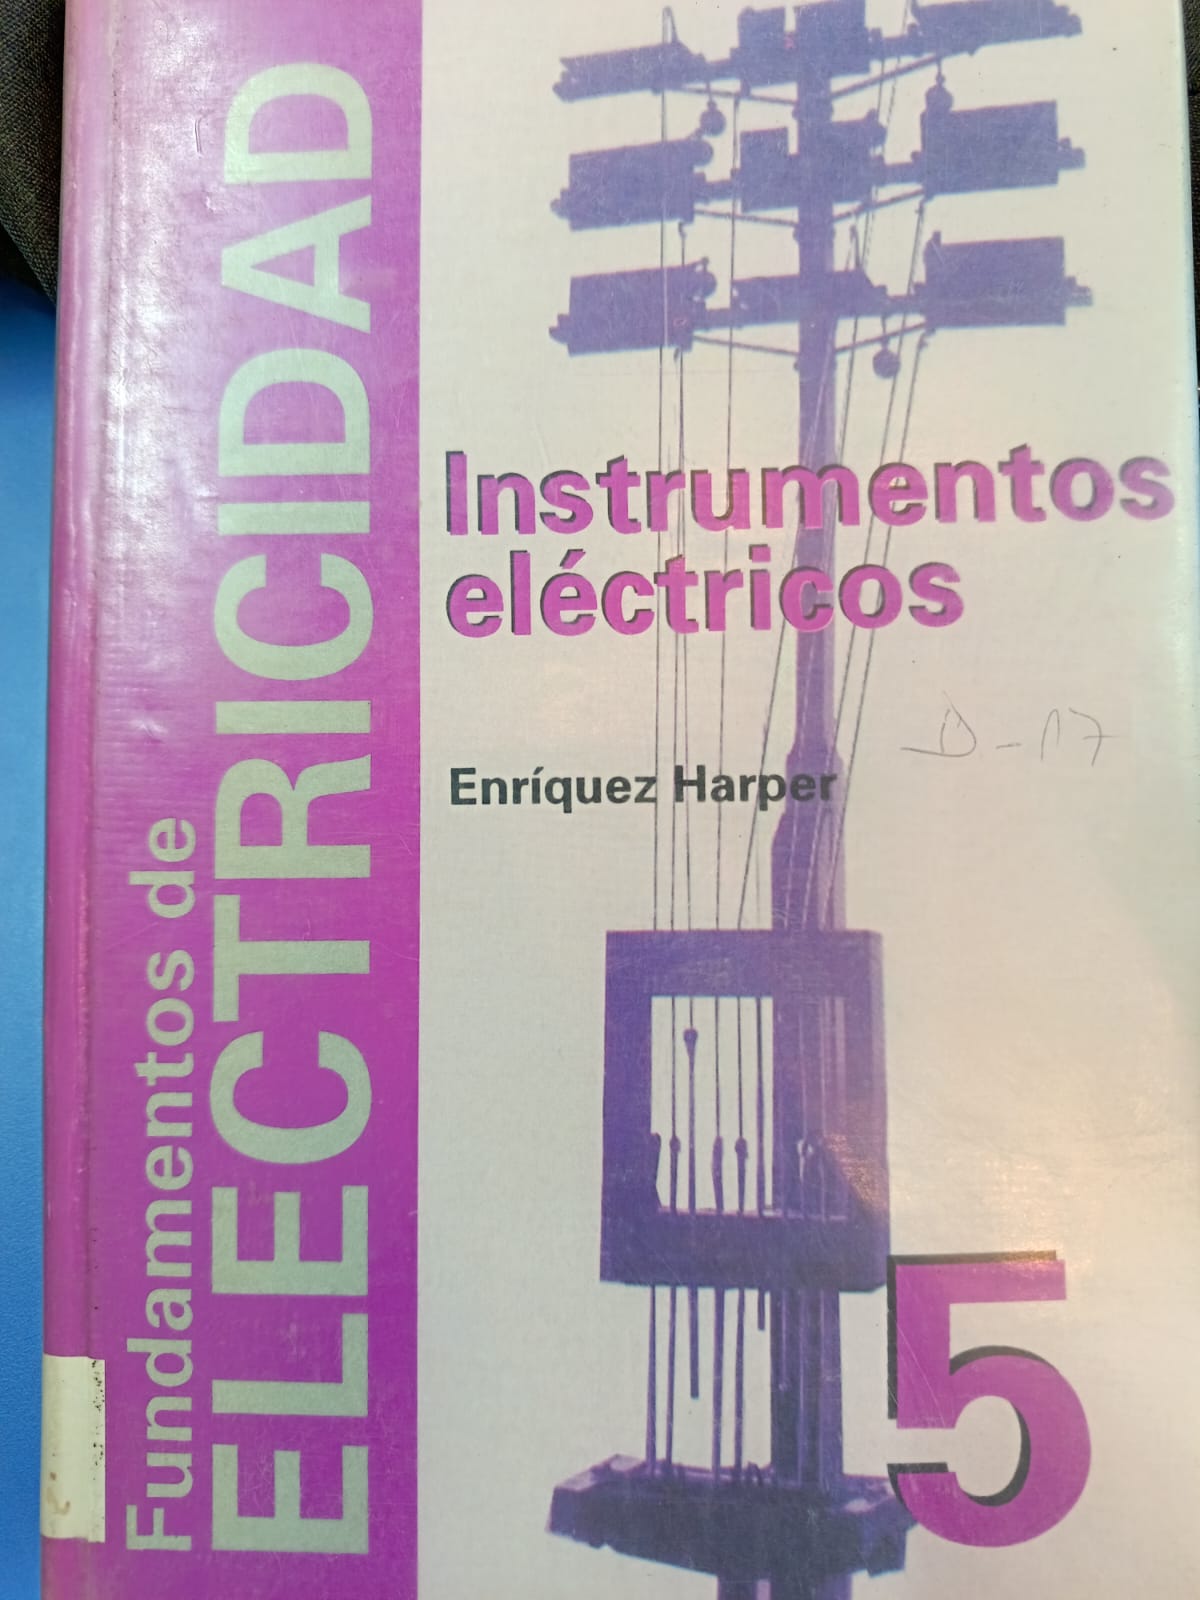 Fundamentos de
ELECTRICIDAD
Instrumentos
eléctricos
D-17
Enríquez Harper
5